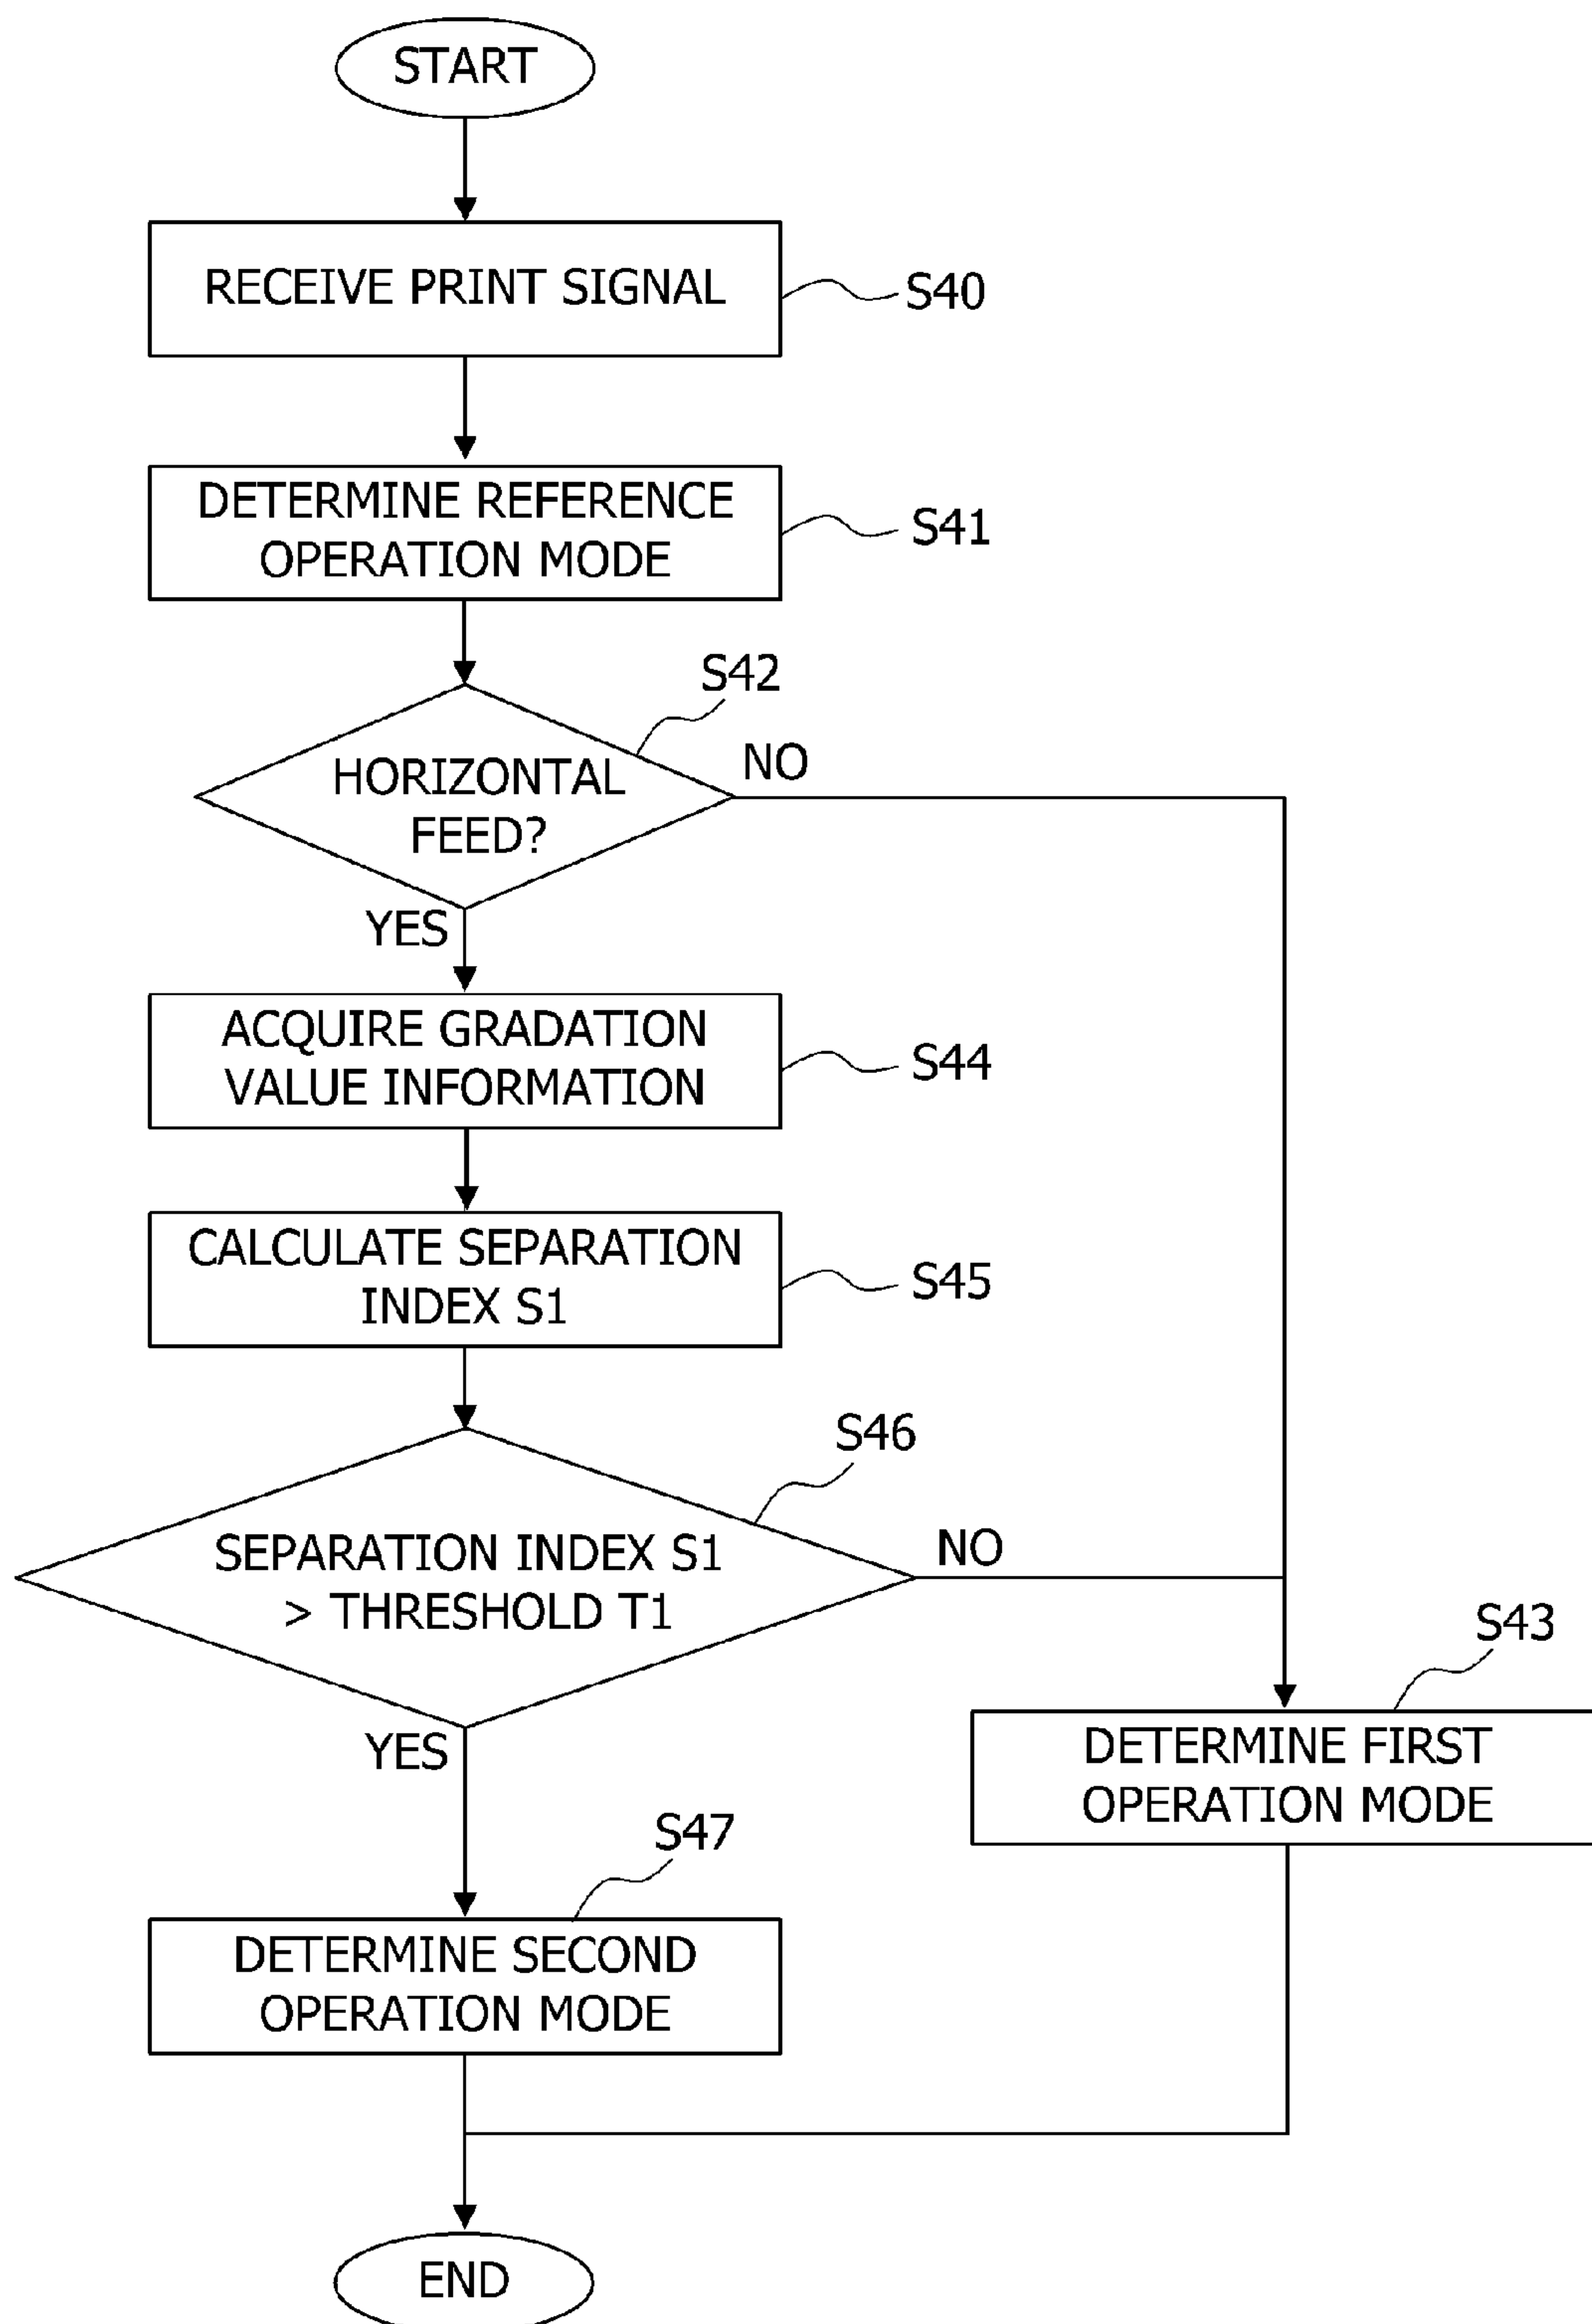 START
RECEIVE PRINT SIGNAL
S40
DETERMINE REFERENCE
OPERATION MODE
S41
S42
HORIZONTAL
FEED?
NO
YES
ACQUIRE GRADATION
VALUE INFORMATION
S44
CALCULATE SEPARATION
INDEX S1
S45
S46
SEPARATION INDEX S1
> THRESHOLD T1
NO
YES
S43
DETERMINE FIRST
OPERATION MODE
S47
DETERMINE SECOND
OPERATION MODE
END